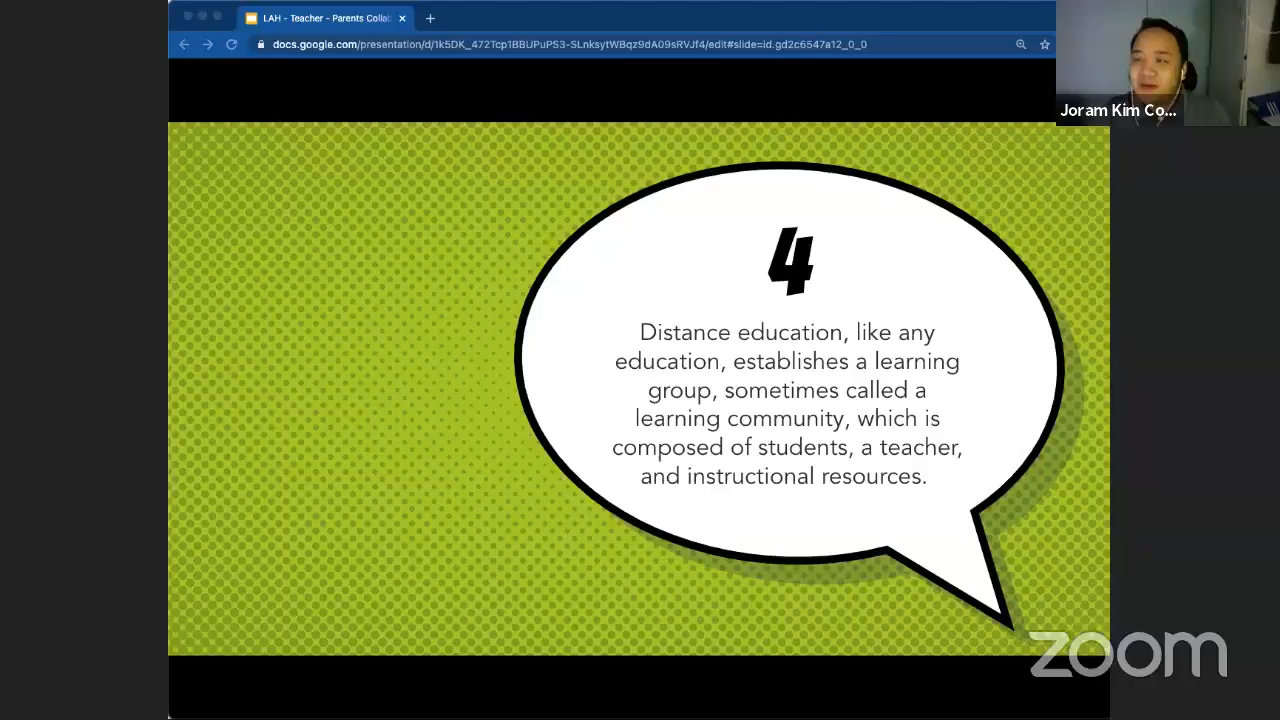 LAH - Teacher - Parents Collab
docs.google.com/presentation/d/1k5DK_472Tcp1BBUPuPS3-SLnksytWBqz9dA09sRVJf4/edit#slide=id.gd2c6547a12_0_0
Joram Kim Co...
4
Distance education, like any
education, establishes a learning
group, sometimes called a
learning community, which is
composed of students, a teacher,
and instructional resources.
zoom